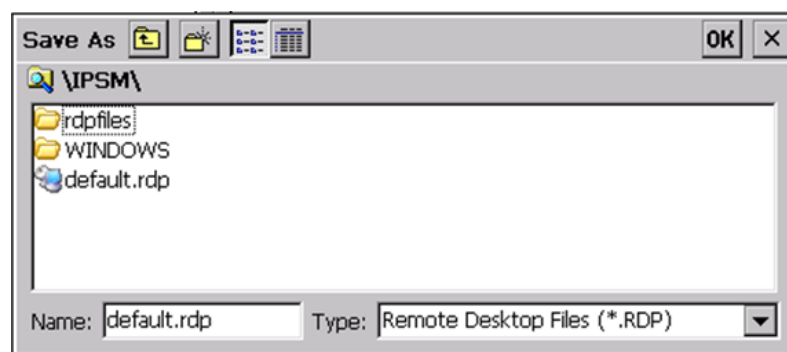 Save As OK ×
\IPSM\
rdpfiles
WINDOWS
default.rdp
Name: default.rdp Type: Remote Desktop Files (*.RDP)